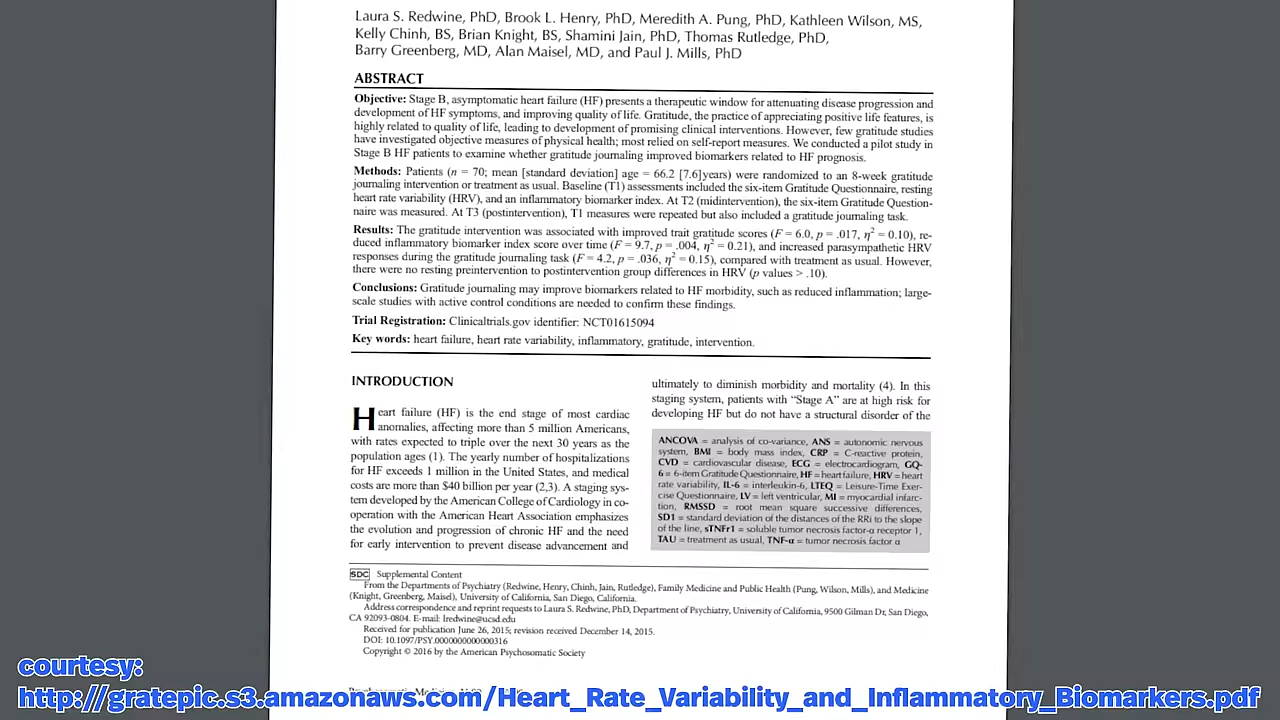 Laura S. Redwine, PhD, Brook L. Henry, PhD, Meredith A. Pung, PhD, Kathleen Wilson, MS,
Kelly Chinh, BS, Brian Knight, BS, Shamini Jain, PhD, Thomas Rutledge, PhD,
Barry Greenberg, MD, Alan Maisel, MD, and Paul J. Mills, PhD
ABSTRACT
Objective: Stage B, asymptomatic heart failure (HF) presents a therapeutic window for attenuating disease progression and
development of HF symptoms, and improving quality of life. Gratitude, the practice of appreciating positive life features, is
highly related to quality of life, leading to development of promising clinical interventions. However, few gratitude studies
have investigated objective measures of physical health; most relied on self-report measures. We conducted a pilot study in
Stage B HF patients to examine whether gratitude journaling improved biomarkers related to HF prognosis.
Methods: Patients (n = 70; mean [standard deviation] age = 66.2 [7.6]years) were randomized to an 8-week gratitude
journaling intervention or treatment as usual. Baseline (T1) assessments included the six-item Gratitude Questionnaire, resting
heart rate variability (HRV), and an inflammatory biomarker index. At T2 (midintervention), the six-item Gratitude Question-
naire was measured. At T3 (postintervention), T1 measures were repeated but also included a gratitude journaling task.
Results: The gratitude intervention was associated with improved trait gratitude scores (F = 6.0, p = .017, η² = 0.10), re-
duced inflammatory biomarker index score over time (F = 9.7, p = .004, η² = 0.21), and increased parasympathetic HRV
responses during the gratitude journaling task (F = 4.2, p = .036, η² = 0.15), compared with treatment as usual. However,
there were no resting preintervention to postintervention group differences in HRV (p values > .10).
Conclusions: Gratitude journaling may improve biomarkers related to HF morbidity, such as reduced inflammation; large-
scale studies with active control conditions are needed to confirm these findings.
Trial Registration: Clinicaltrials.gov identifier: NCT01615094
Key words: heart failure, heart rate variability, inflammatory, gratitude, intervention.
INTRODUCTION
Heart failure (HF) is the end stage of most cardiac
anomalies, affecting more than 5 million Americans,
with rates expected to triple over the next 30 years as the
population ages (1). The yearly number of hospitalizations
for HF exceeds 1 million in the United States, and medical
costs are more than $40 billion per year (2,3). A staging sys-
tem developed by the American College of Cardiology in co-
operation with the American Heart Association emphasizes
the evolution and progression of chronic HF and the need
for early intervention to prevent disease advancement and
ultimately to diminish morbidity and mortality (4). In this
staging system, patients with “Stage A” are at high risk for
developing HF but do not have a structural disorder of the
ANCOVA = analysis of co-variance, ANS = autonomic nervous
system, BMI = body mass index, CRP = C-reactive protein,
CVD = cardiovascular disease, ECG = electrocardiogram, GQ-
6 = 6-item Gratitude Questionnaire, HF = heart failure, HRV = heart
rate variability, IL-6 = interleukin-6, LTEQ = Leisure-Time Exer-
cise Questionnaire, LV = left ventricular, MI = myocardial infarc-
tion, RMSSD = root mean square successive differences,
SD1 = standard deviation of the distances of the RRi to the slope
of the line, sTNFr1 = soluble tumor necrosis factor-α receptor 1,
TAU = treatment as usual, TNF-α = tumor necrosis factor α
SDC Supplemental Content
From the Departments of Psychiatry (Redwine, Henry, Chinh, Jain, Rutledge), Family Medicine and Public Health (Pung, Wilson, Mills), and Medicine
(Knight, Greenberg, Maisel), University of California, San Diego, California.
Address correspondence and reprint requests to Laura S. Redwine, PhD, Department of Psychiatry, University of California, 9500 Gilman Dr, San Diego,
CA 92093-0804. E-mail: lredwine@ucsd.edu
Received for publication June 26, 2015; revision received December 14, 2015.
DOI: 10.1097/PSY.0000000000000316
Copyright © 2016 by the American Psychosomatic Society
courtesy:
http://gratepic.s3.amazonaws.com/Heart_Rate_Variability_and_Inflammatory_Biomarkers.pdf